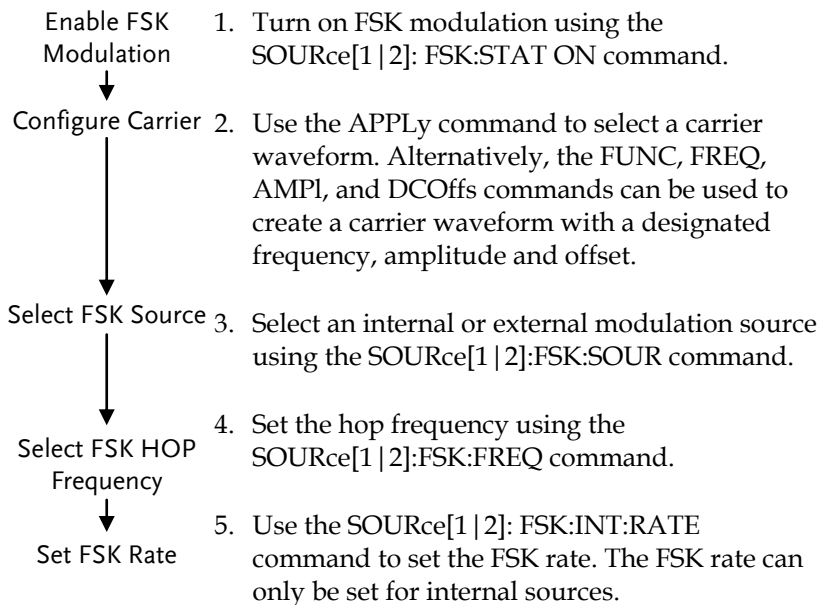 Enable FSK
Modulation
1. Turn on FSK modulation using the
SOURce[1|2]: FSK:STAT ON command.
Configure Carrier
2. Use the APPLy command to select a carrier
waveform. Alternatively, the FUNC, FREQ,
AMPl, and DCOffs commands can be used to
create a carrier waveform with a designated
frequency, amplitude and offset.
Select FSK Source
3. Select an internal or external modulation source
using the SOURce[1|2]:FSK:SOUR command.
Select FSK HOP
Frequency
4. Set the hop frequency using the
SOURce[1|2]:FSK:FREQ command.
Set FSK Rate
5. Use the SOURce[1|2]: FSK:INT:RATE
command to set the FSK rate. The FSK rate can
only be set for internal sources.